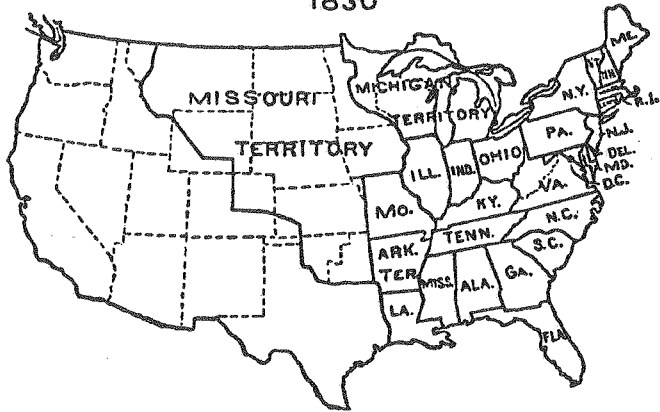 1830
ME.
VT
N.H.
MISSOURI
MICHIGAN
N.Y.
R.I.
TERRITORY
TERRITORY
PA.
N.J.
OHIO
DEL.
ILL.
IND.
MD.
VA.
D.C.
MO.
KY.
N.C.
TENN.
ARK.
TER.
S.C.
MISS.
ALA.
GA.
LA.
FLA.